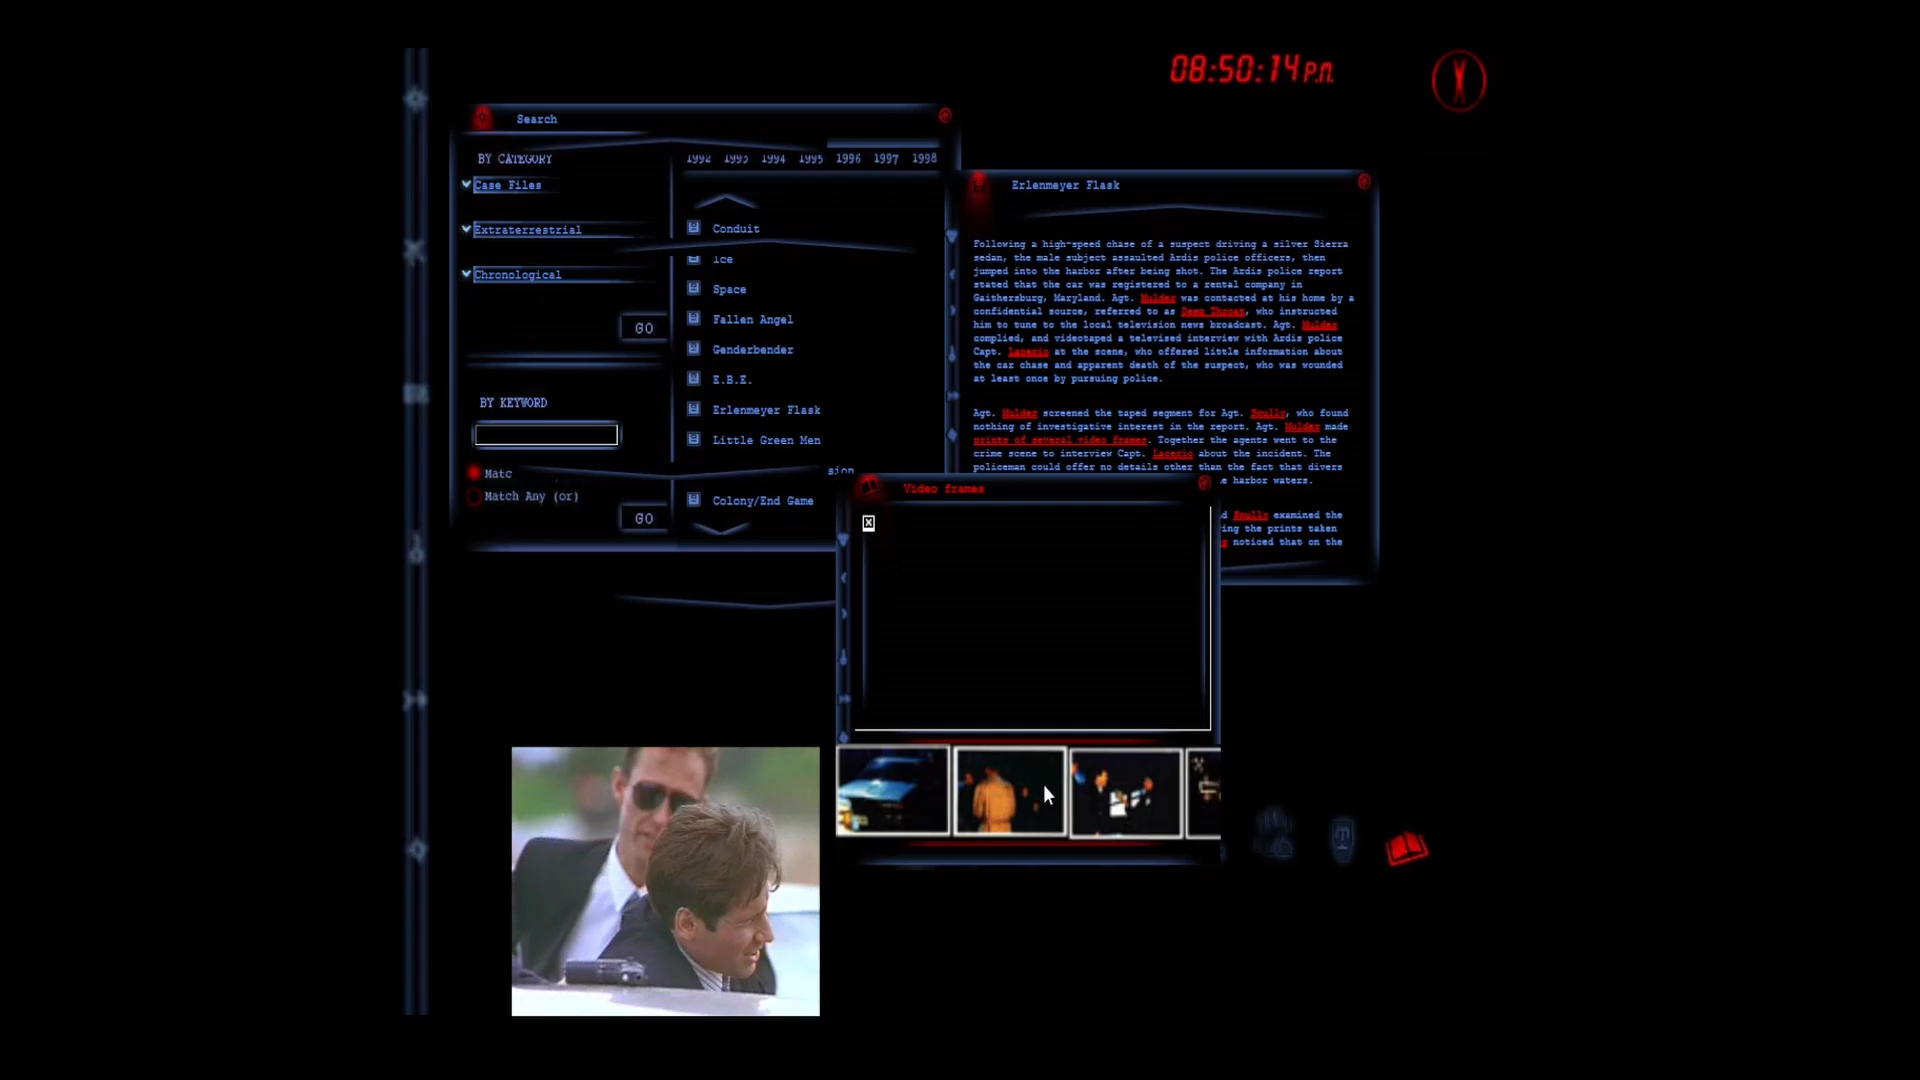 08:50:14 P.M.
Search
BY CATEGORY
Case Files
Extraterrestrial
Chronological
GO
BY KEYWORD
Matc
Match Any (or)
GO
1992 1993 1994 1995 1996 1997 1998
Conduit
Ice
Space
Fallen Angel
Genderbender
E.B.E.
Erlenmeyer Flask
Little Green Men
sion
Colony/End Game
Erlenmeyer Flask
Following a high-speed chase of a suspect driving a silver Sierra
sedan, the male subject assaulted Ardis police officers, then
jumped into the harbor after being shot. The Ardis police report
stated that the car was registered to a rental company in
Gaithersburg, Maryland. Agt. Mulder was contacted at his home by a
confidential source, referred to as Deep Throat, who instructed
him to tune to the local television news broadcast. Agt. Mulder
complied, and videotaped a televised interview with Ardis police
Capt. Lacerio at the scene, who offered little information about
the car chase and apparent death of the suspect, who was wounded
at least once by pursuing police.
Agt. Mulder screened the taped segment for Agt. Scully, who found
nothing of investigative interest in the report. Agt. Mulder made
prints of several video frames. Together the agents went to the
crime scene to interview Capt. Lacerio about the incident. The
policeman could offer no details other than the fact that divers
e harbor waters.
d Scully examined the
ing the prints taken
noticed that on the
Video frames